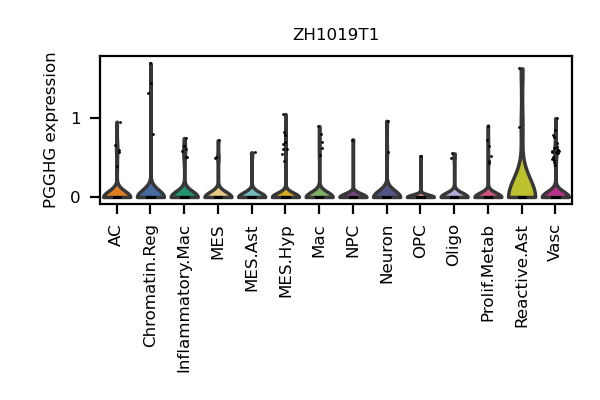 ZH1019T1
PGGHG expression
1
0
AC
Chromatin.Reg
Inflammatory.Mac
MES
MES.Ast
MES.Hyp
Mac
NPC
Neuron
OPC
Oligo
Prolif.Metab
Reactive.Ast
Vasc